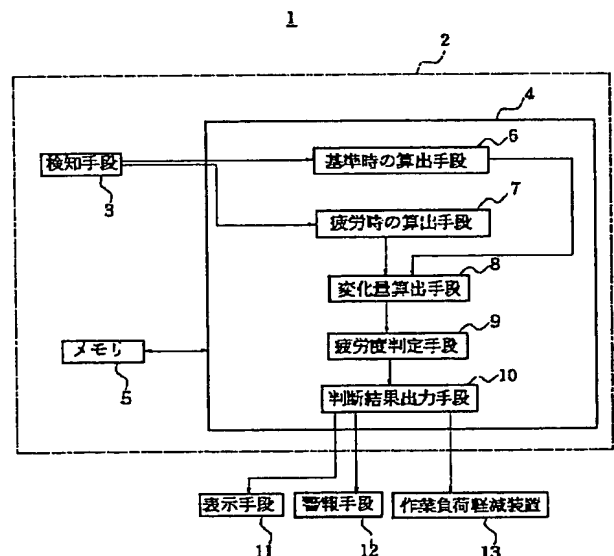 1
2
4
6
検知手段
基準時の算出手段
3
7
疲労時の算出手段
8
変化量算出手段
9
メモリ
疲労度判定手段
5
10
判断結果出力手段
表示手段
警報手段
作業負荷軽減装置
11
12
13